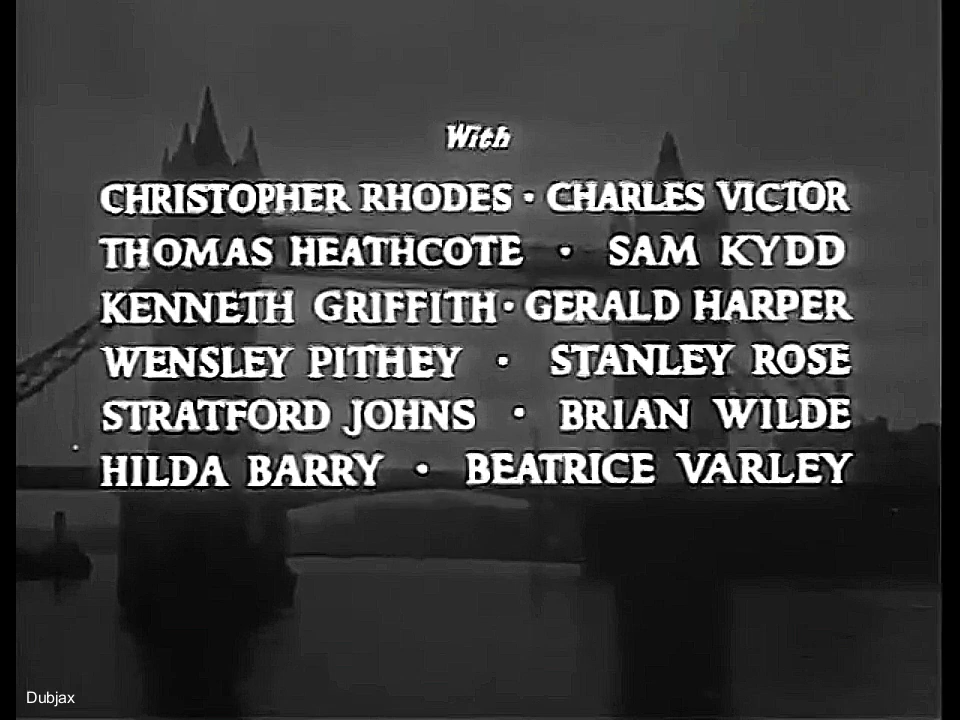 With
CHRISTOPHER RHODES · CHARLES VICTOR
THOMAS HEATHCOTE · SAM KYDD
KENNETH GRIFFITH · GERALD HARPER
WENSLEY PITHEY · STANLEY ROSE
STRATFORD JOHNS · BRIAN WILDE
HILDA BARRY · BEATRICE VARLEY
Dubjax